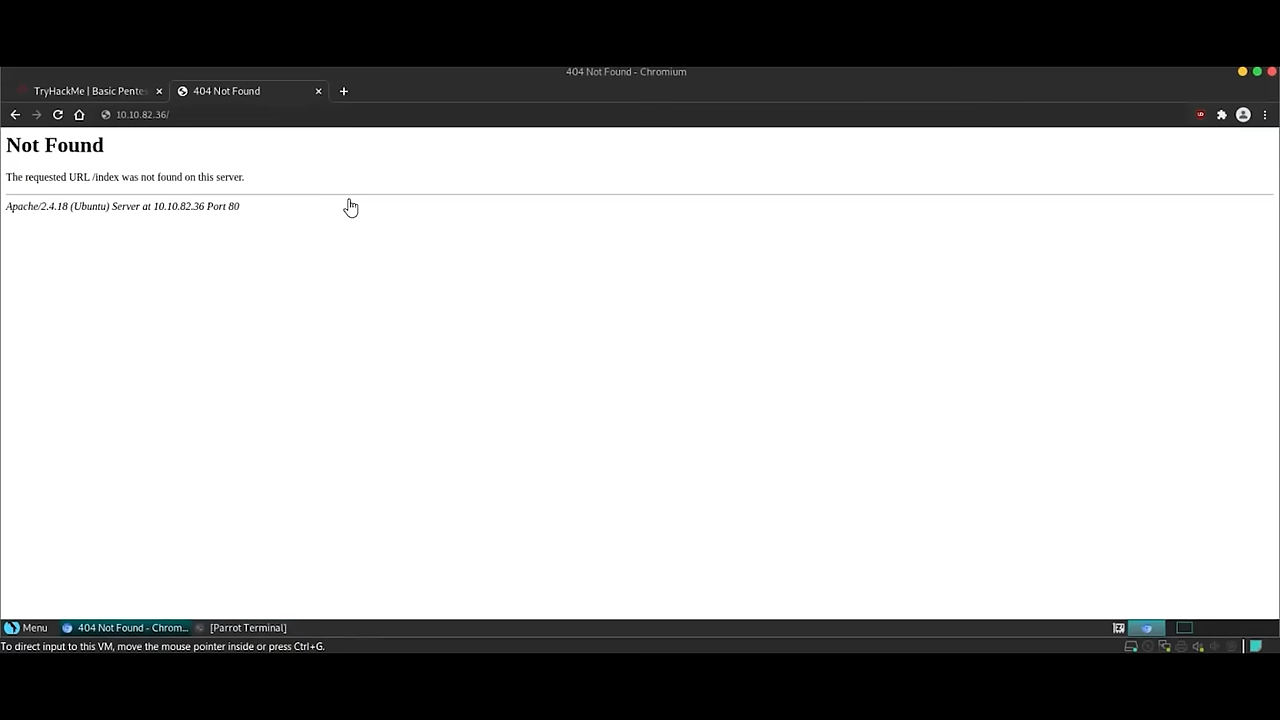 404 Not Found - Chromium
TryHackMe | Basic Pentes
404 Not Found
10.10.82.36/
Not Found
The requested URL /index was not found on this server.
Apache/2.4.18 (Ubuntu) Server at 10.10.82.36 Port 80
Menu
404 Not Found - Chrom...
[Parrot Terminal]
To direct input to this VM, move the mouse pointer inside or press Ctrl+G.